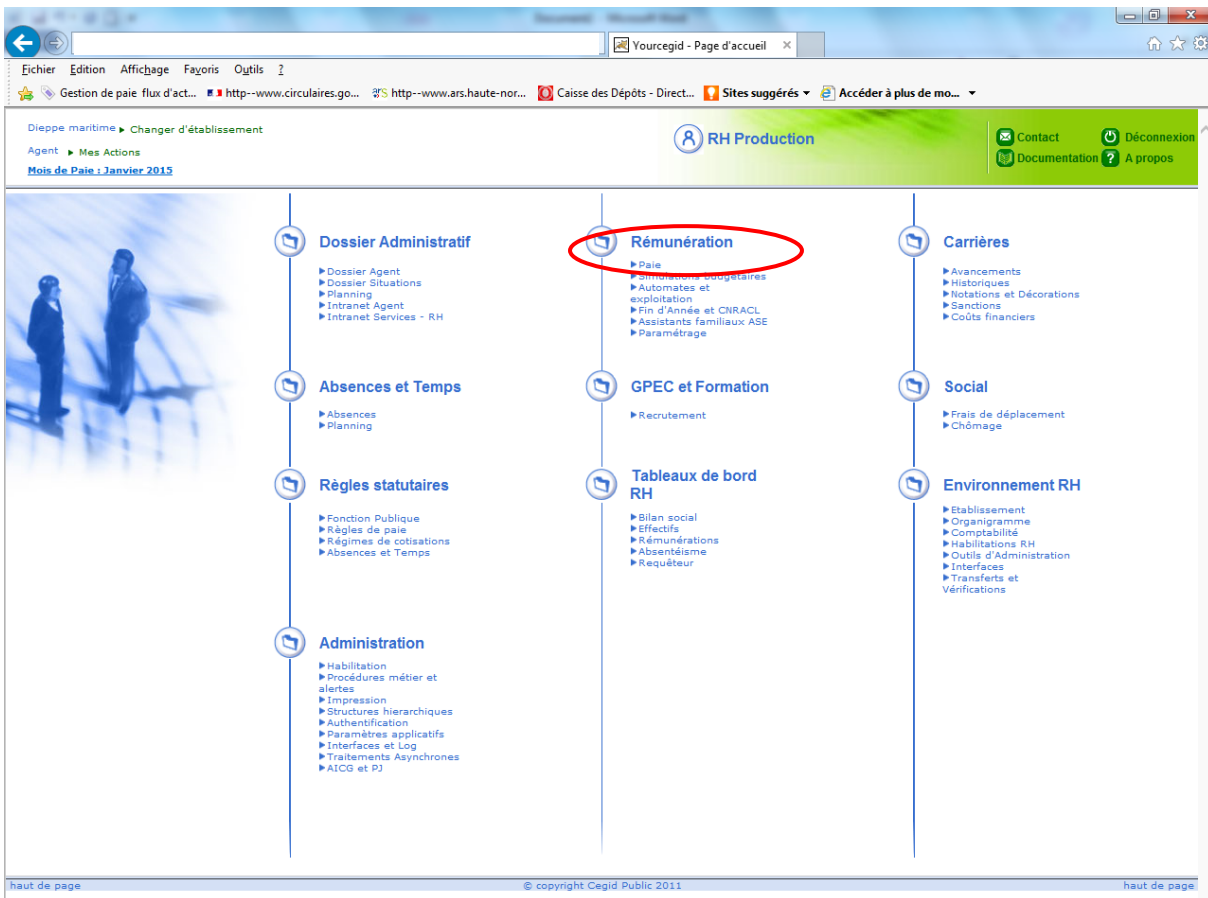 Yourcegid - Page d'accueil
Fichier Edition Affichage Favoris Outils ?
Gestion de paie flux d'act... http--www.circulaires.go... http--www.ars.haute-nor... Caisse des Dépôts - Direct... Sites suggérés Accéder à plus de mo...
Dieppe maritime Changer d'établissement
Agent Mes Actions
Mois de Paie : Janvier 2015
RH Production
Contact Déconnexion
Documentation ? A propos
Dossier Administratif
Dossier Agent
Dossier Situations
Planning
Intranet Agent
Intranet Services - RH
Rémunération
Paie
Simulations budgétaires
Automates et
exploitation
Fin d'Année et CNRACL
Assistants familiaux ASE
Paramétrage
Carrières
Avancements
Historiques
Notations et Décorations
Sanctions
Coûts financiers
Absences et Temps
Absences
Planning
GPEC et Formation
Recrutement
Social
Frais de déplacement
Chômage
Règles statutaires
Fonction Publique
Règles de paie
Régimes de cotisations
Absences et Temps
Tableaux de bord
RH
Bilan social
Effectifs
Rémunérations
Absentéisme
Requêteur
Environnement RH
Etablissement
Organigramme
Comptabilité
Habilitations RH
Outils d'Administration
Interfaces
Transferts et
Vérifications
Administration
Habilitation
Procédures métier et
alertes
Impression
Structures hierarchiques
Authentification
Paramètres applicatifs
Interfaces et Log
Traitements Asynchrones
AICG et PJ
haut de page © copyright Cegid Public 2011 haut de page